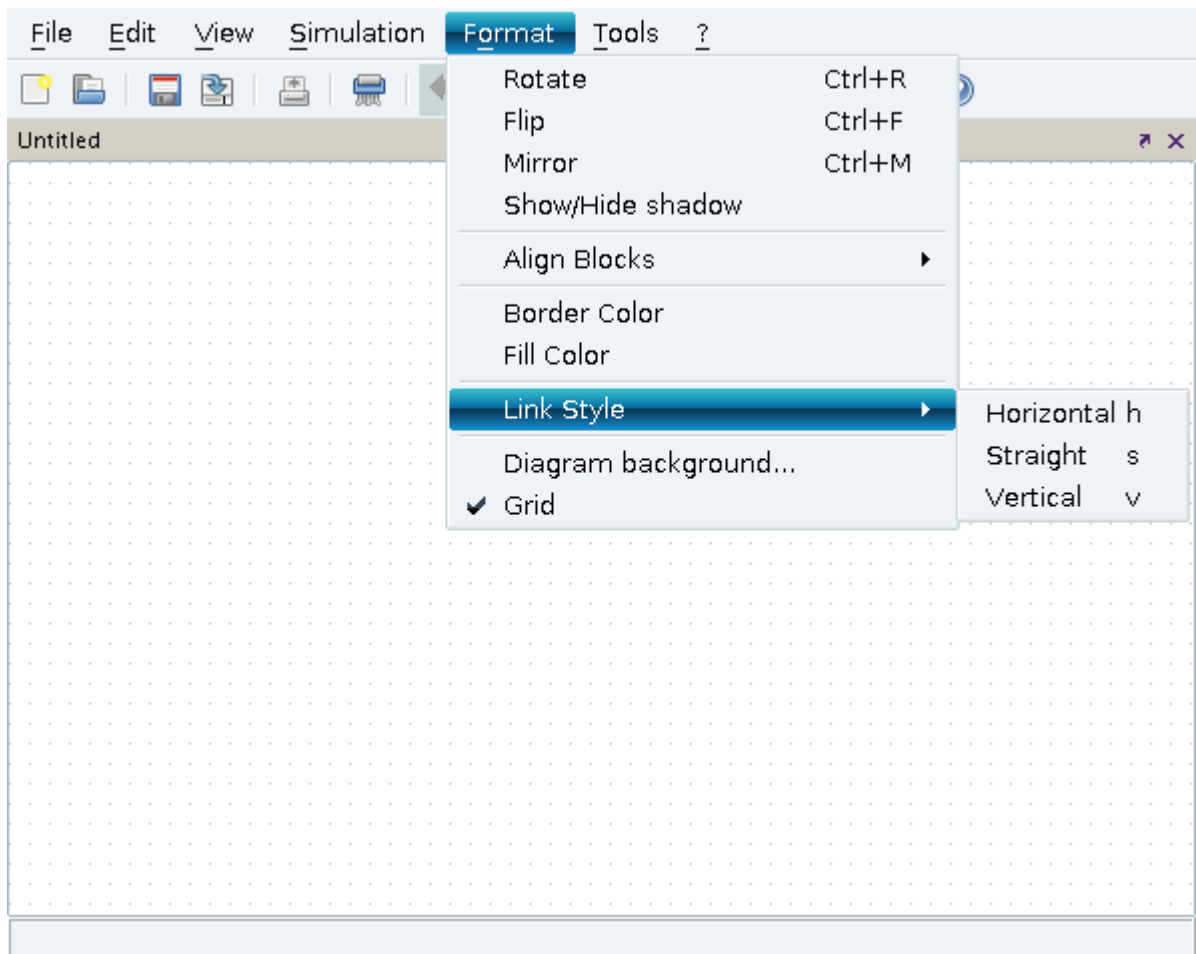 File Edit View Simulation Format Tools ?
Untitled
Rotate Ctrl+R
Flip Ctrl+F
Mirror Ctrl+M
Show/Hide shadow
Align Blocks
Border Color
Fill Color
Link Style
Horizontal h
Straight s
Vertical v
Diagram background...
Grid